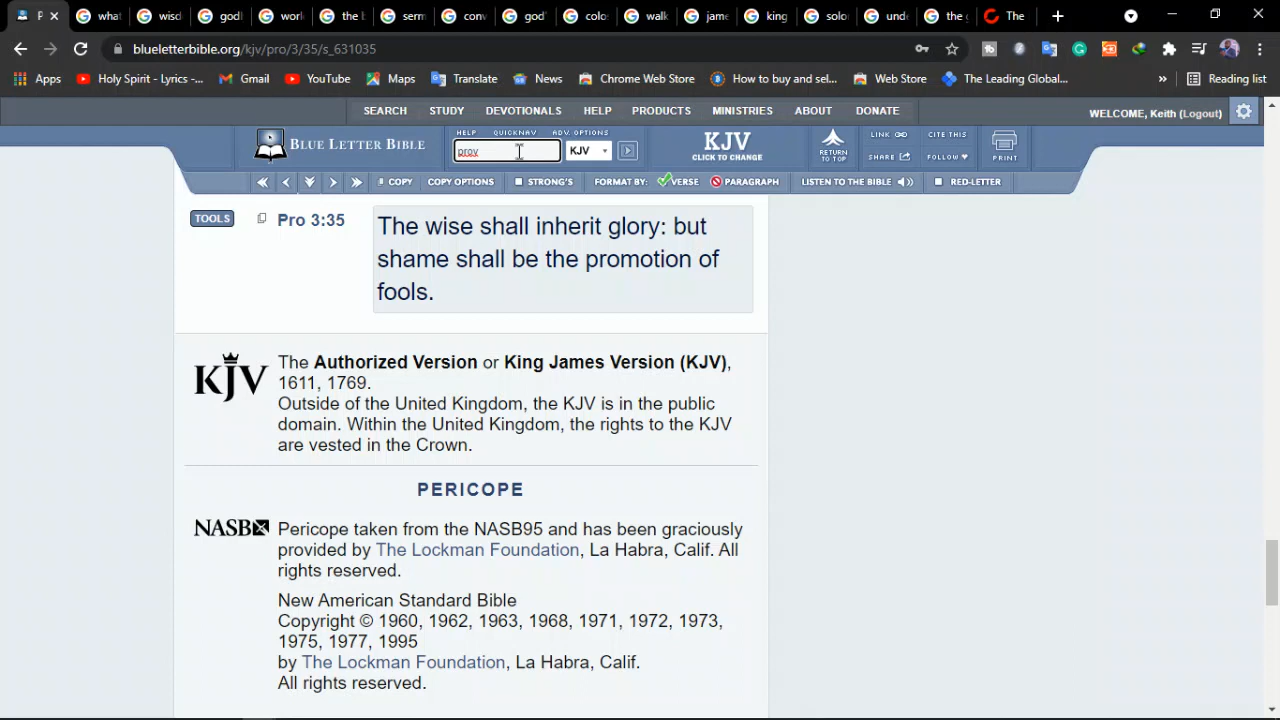 P what wisd godl work the b serm conv god' colo walk jame king solo unde the g The
blueletterbible.org/kjv/pro/3/35/s_631035
Apps Holy Spirit - Lyrics -... Gmail YouTube Maps Translate News Chrome Web Store How to buy and sel... Web Store The Leading Global... » Reading list
SEARCH STUDY DEVOTIONALS HELP PRODUCTS MINISTRIES ABOUT DONATE WELCOME, Keith (Logout)
HELP QUICKNAV ADV. OPTIONS
BLUE LETTER BIBLE prov KJV
KJV
CLICK TO CHANGE
RETURN TO TOP
LINK CITE THIS
SHARE FOLLOW PRINT
COPY COPY OPTIONS STRONG'S FORMAT BY: VERSE PARAGRAPH LISTEN TO THE BIBLE RED-LETTER
TOOLS Pro 3:35 The wise shall inherit glory: but
shame shall be the promotion of
fools.
KJV The Authorized Version or King James Version (KJV),
1611, 1769.
Outside of the United Kingdom, the KJV is in the public
domain. Within the United Kingdom, the rights to the KJV
are vested in the Crown.
PERICOPE
NASB Pericope taken from the NASB95 and has been graciously
provided by The Lockman Foundation, La Habra, Calif. All
rights reserved.
New American Standard Bible
Copyright © 1960, 1962, 1963, 1968, 1971, 1972, 1973,
1975, 1977, 1995
by The Lockman Foundation, La Habra, Calif.
All rights reserved.